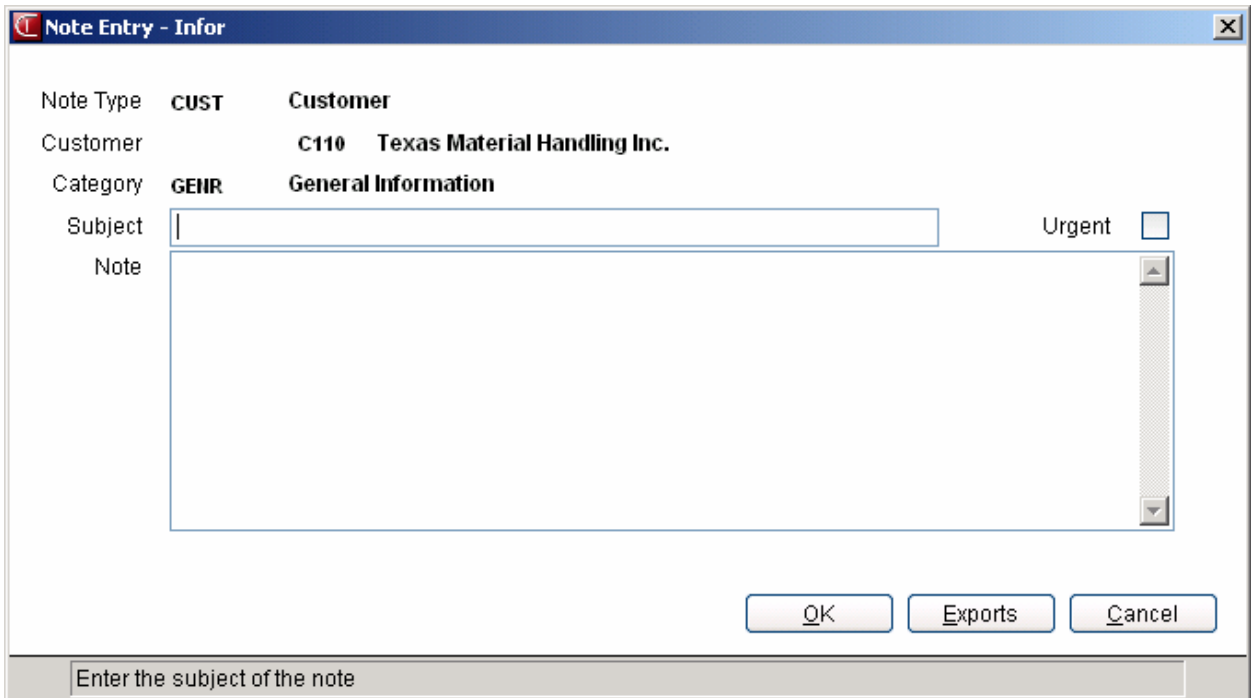 Note Entry - Infor
Note Type CUST Customer
Customer C110 Texas Material Handling Inc.
Category GENR General Information
Subject Urgent
Note
OK Exports Cancel
Enter the subject of the note